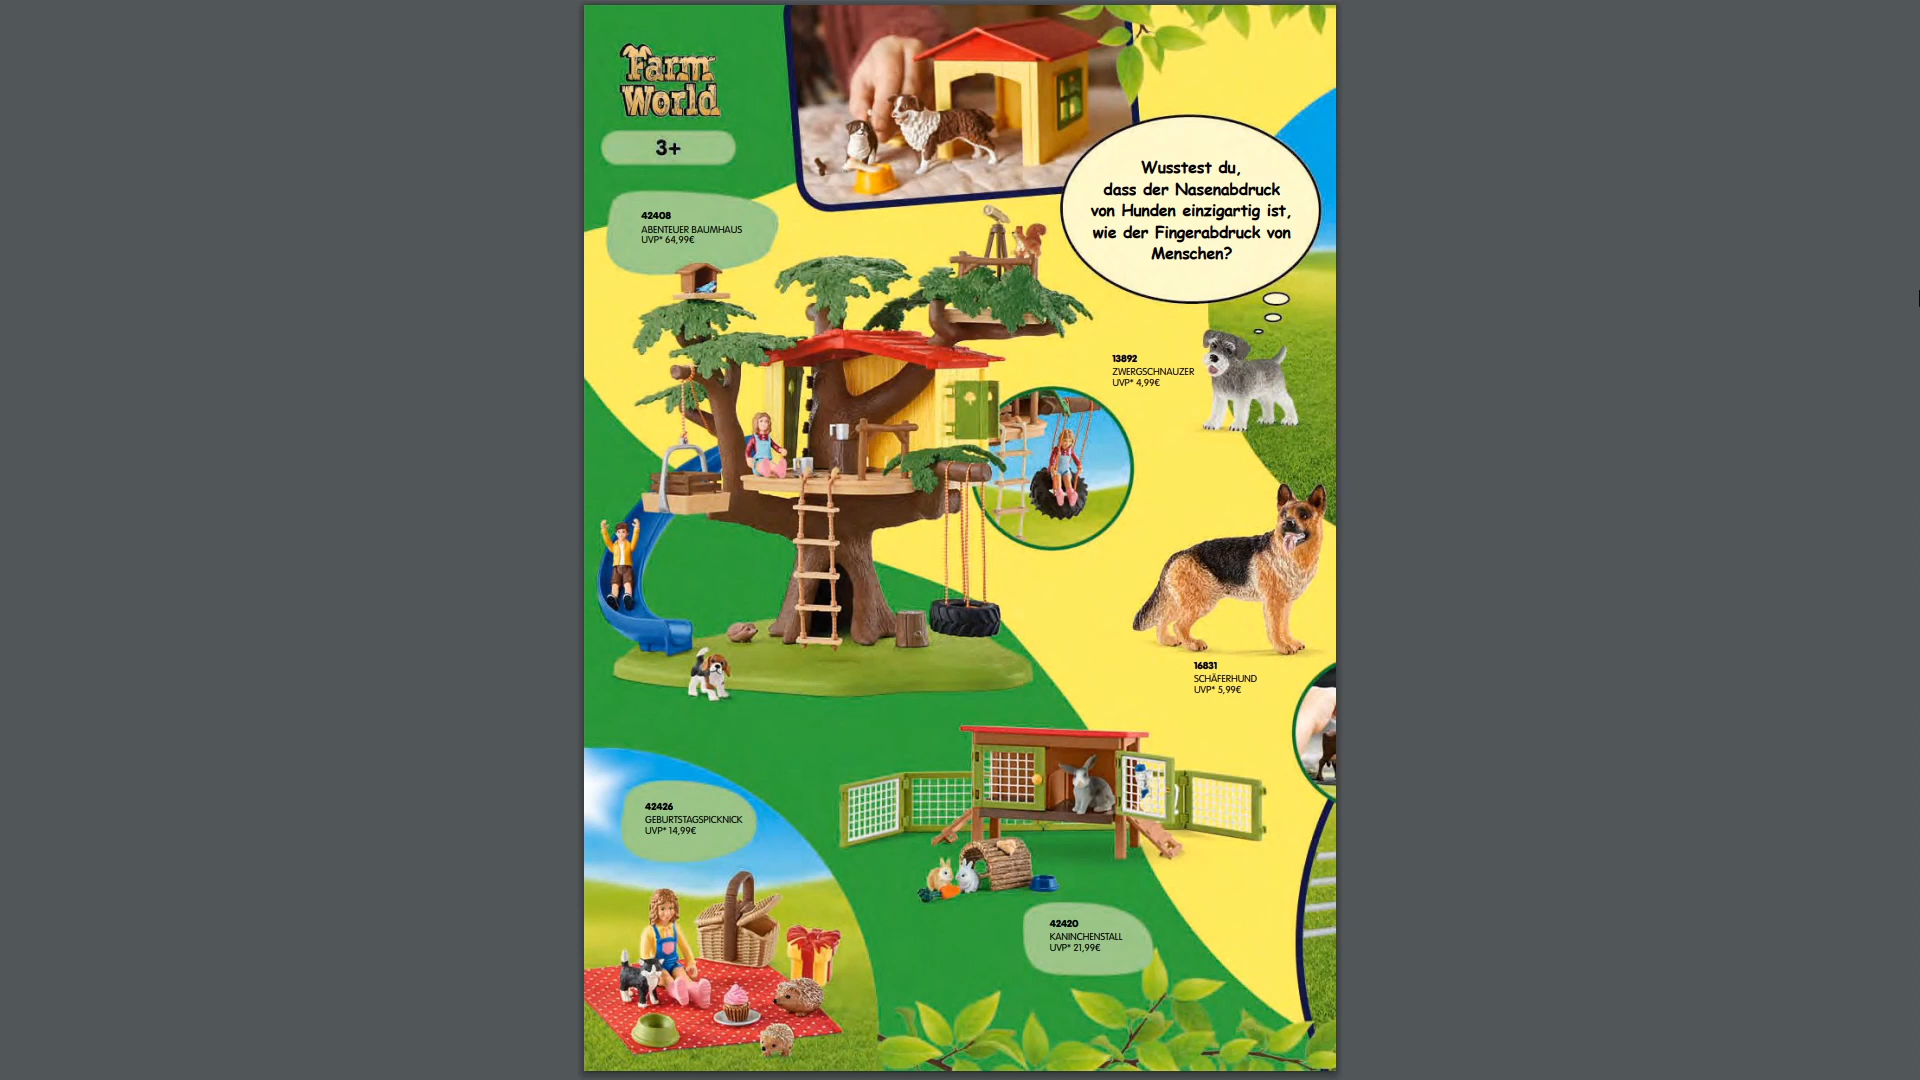 Farm
World
3+
Wusstest du,
dass der Nasenabdruck
von Hunden einzigartig ist,
wie der Fingerabdruck von
Menschen?
42408
ABENTEUER BAUMHAUS
UVP* 64,99€
13892
ZWERGSCHNAUZER
UVP* 4,99€
16831
SCHÄFERHUND
UVP* 5,99€
42426
GEBURTSTAGSPICKNICK
UVP* 14,99€
42420
KANINCHENSTALL
UVP* 21,99€